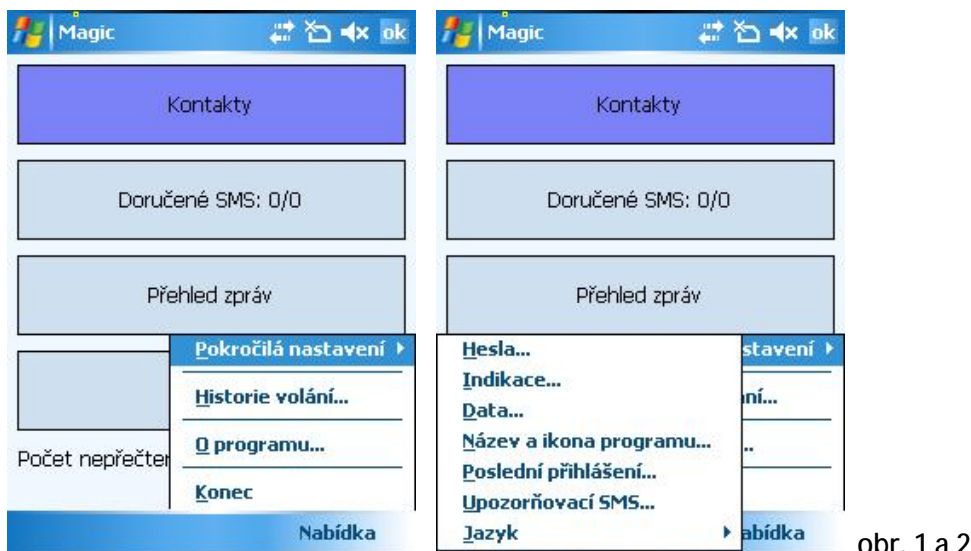 Magic ok
Kontakty
Doručené SMS: 0/0
Přehled zpráv
Pokročilá nastavení
Historie volání...
O programu...
Konec
Počet nepřečten
Nabídka
Magic ok
Kontakty
Doručené SMS: 0/0
Přehled zpráv
Hesla...
Indikace...
Data...
Název a ikona programu...
Poslední přihlášení...
Upozorňovací SMS...
Jazyk
stavení
ní...
..
abídka
obr. 1 a 2